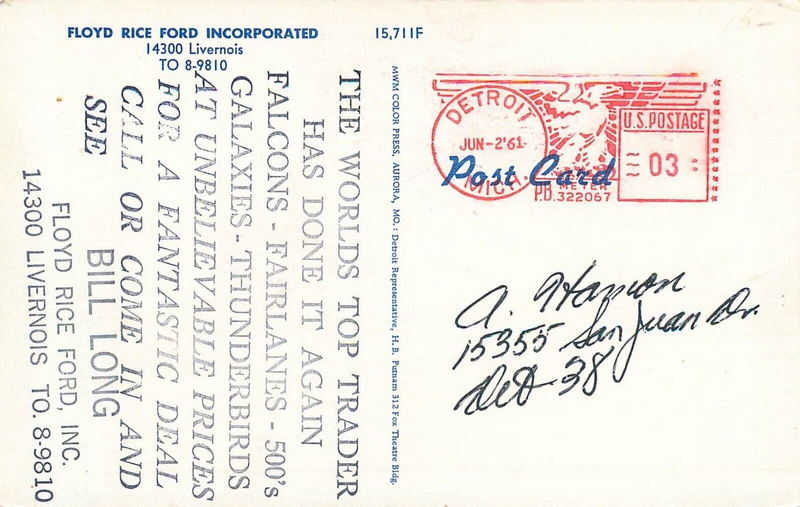 FLOYD RICE FORD INCORPORATED
14300 Livernois
TO 8-9810
15,711F
15-
THE WORLDS TOP TRADER
HAS DONE IT AGAIN
FALCONS - FAIRLANES - 500's
GALAXIES - THUNDERBIRDS
AT UNBELIEVABLE PRICES
FOR A FANTASTIC DEAL
CALL OR COME IN AND
SEE
BILL LONG
FLOYD RICE FORD, INC.
14300 LIVERNOIS TO. 8-9810
MWM COLOR PRESS, AURORA, MO.: Detroit Representative, H. B. Putnam 312 Fox Theatre Bldg.
DETROIT
JUN-2'61
MICH
U.S. POSTAGE
03
METER
P.B. 322067
Post Card
A. Hanson
15355 San Juan Dr.
Det 38